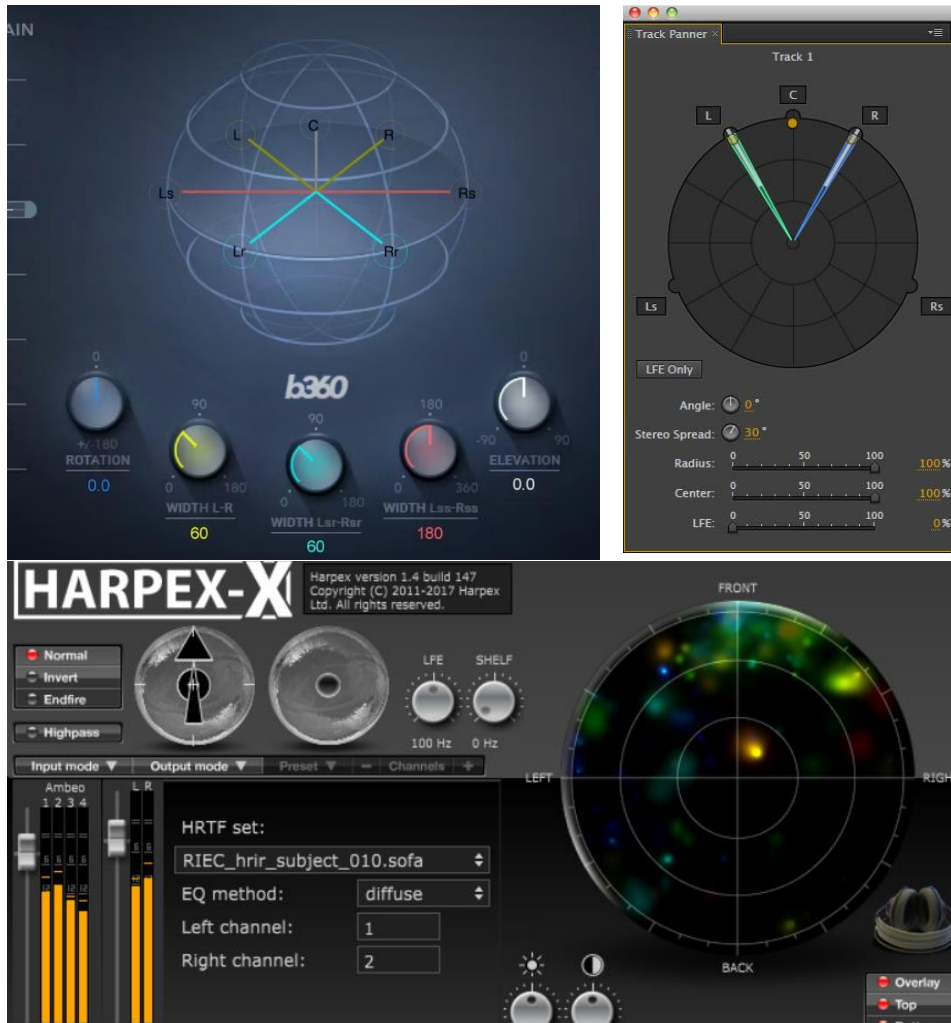 AIN
L
C
R
Ls
Rs
Lr
Rr
0
+/-180
ROTATION
0.0
b360
90
0
180
WIDTH L-R
60
90
0
180
WIDTH Lsr-Rsr
60
180
0
360
WIDTH Lss-Rss
180
0
-90
90
ELEVATION
0.0
Track Panner
Track 1
C
L
R
Ls
Rs
LFE Only
Angle: 0°
Stereo Spread: 30°
0 50 100
Radius: 100%
0 50 100
Center: 100%
0 50 100
LFE: 0%
HARPEX-X
Harpex version 1.4 build 147
Copyright (C) 2011-2017 Harpex
Ltd. All rights reserved.
Normal
Invert
Endfire
Highpass
LFE
SHELF
100 Hz
0 Hz
Input mode
Output mode
Preset
Channels
Ambeo
1 2 3 4
L R
HRTF set:
RIEC_hrir_subject_010.sofa
EQ method: diffuse
Left channel: 1
Right channel: 2
FRONT
LEFT
RIGH
BACK
Overlay
Top